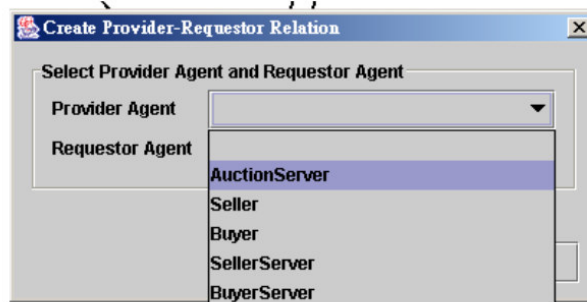 Create Provider-Requestor Relation
Select Provider Agent and Requestor Agent
Provider Agent
Requestor Agent
AuctionServer
Seller
Buyer
SellerServer
BuyerServer